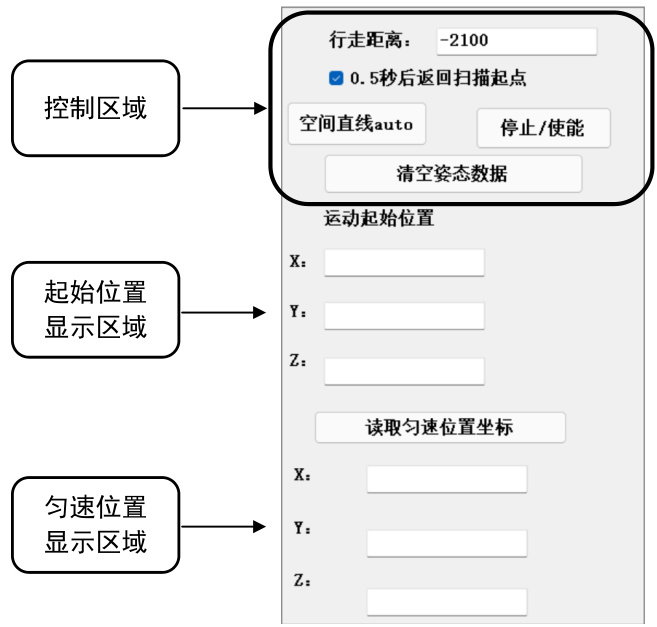 行走距离： -2100
0.5秒后返回扫描起点
控制区域
空间直线auto
停止/使能
清空姿态数据
运动起始位置
起始位置
显示区域
X:
Y:
Z:
读取匀速位置坐标
匀速位置
显示区域
X:
Y:
Z: